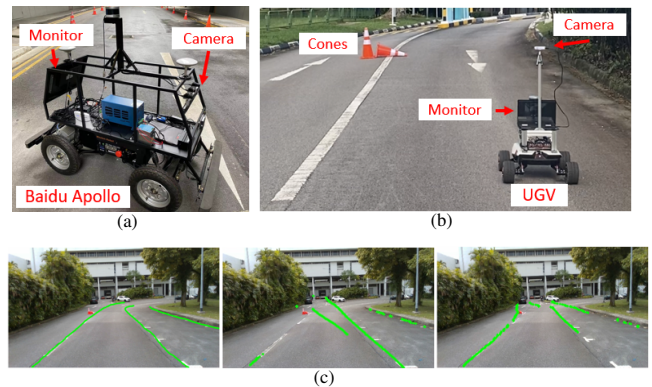 Monitor
Camera
Baidu Apollo
(a)
Camera
Cones
Monitor
UGV
(b)
(c)